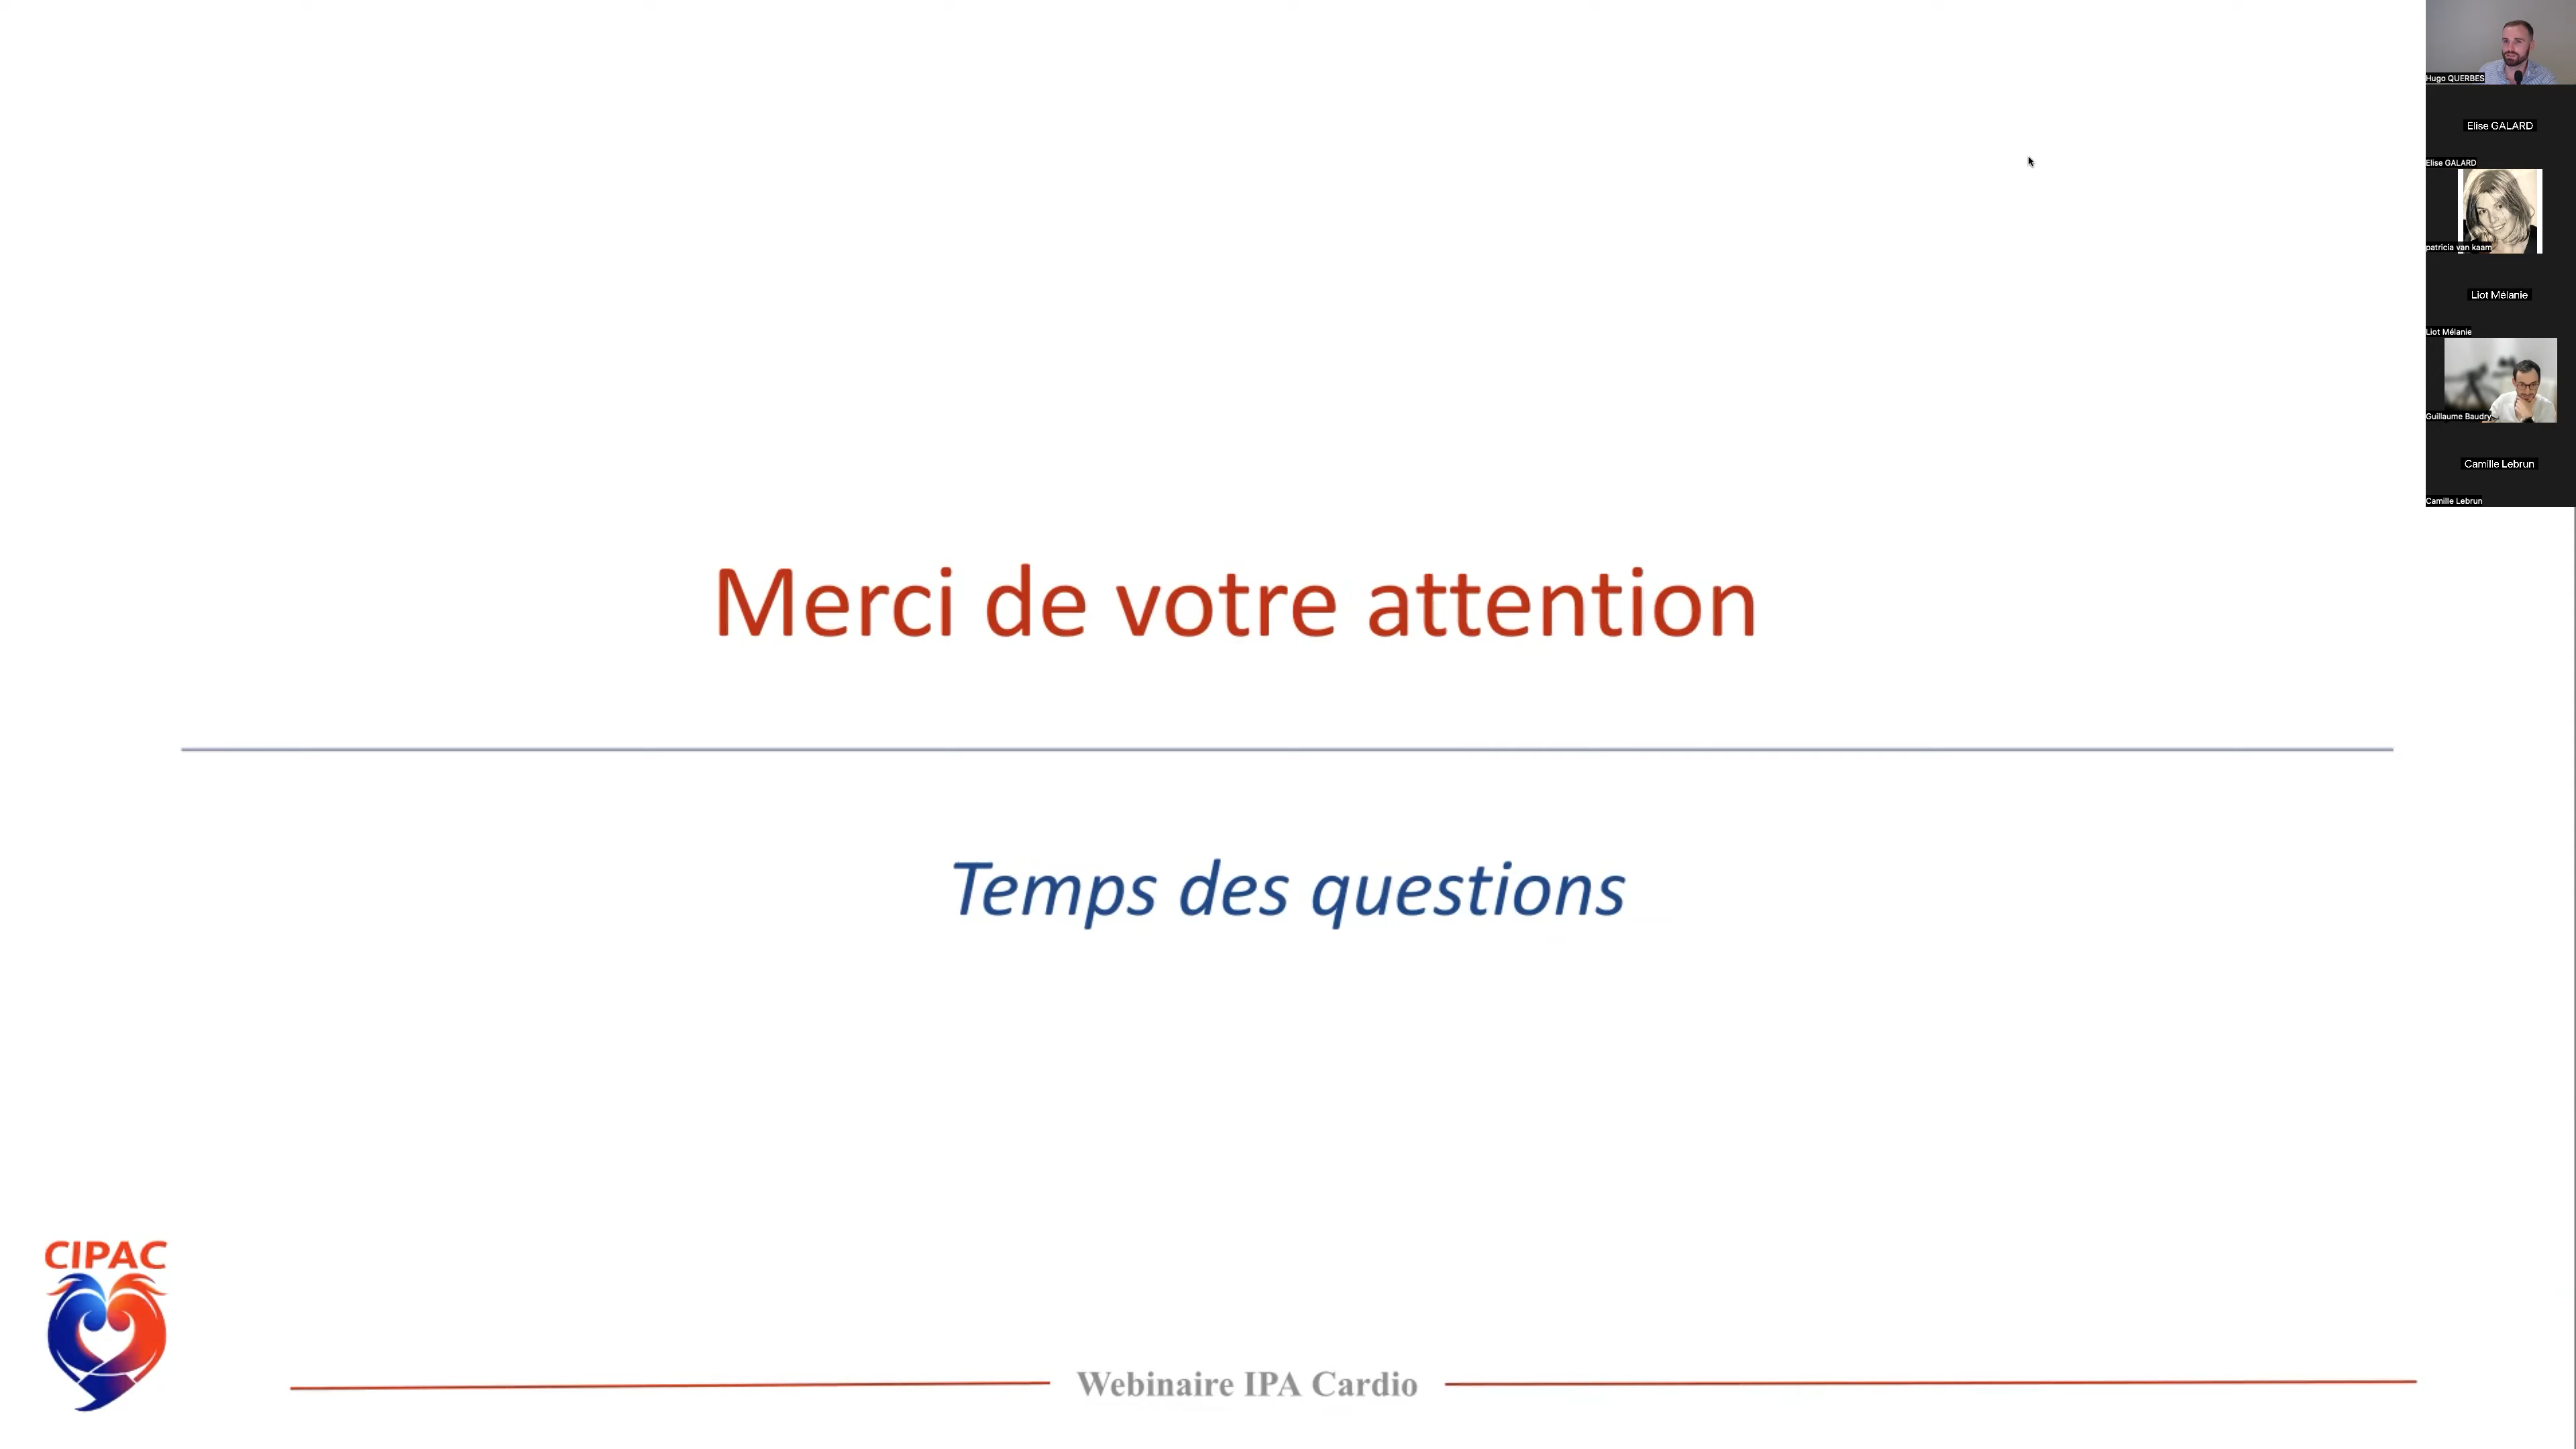 Hugo QUERBES
Elise GALARD
Elise GALARD
patricia van kaam
Liot Mélanie
Liot Mélanie
Guillaume Baudry
Camille Lebrun
Camille Lebrun
Merci de votre attention
Temps des questions
CIPAC
Webinaire IPA Cardio